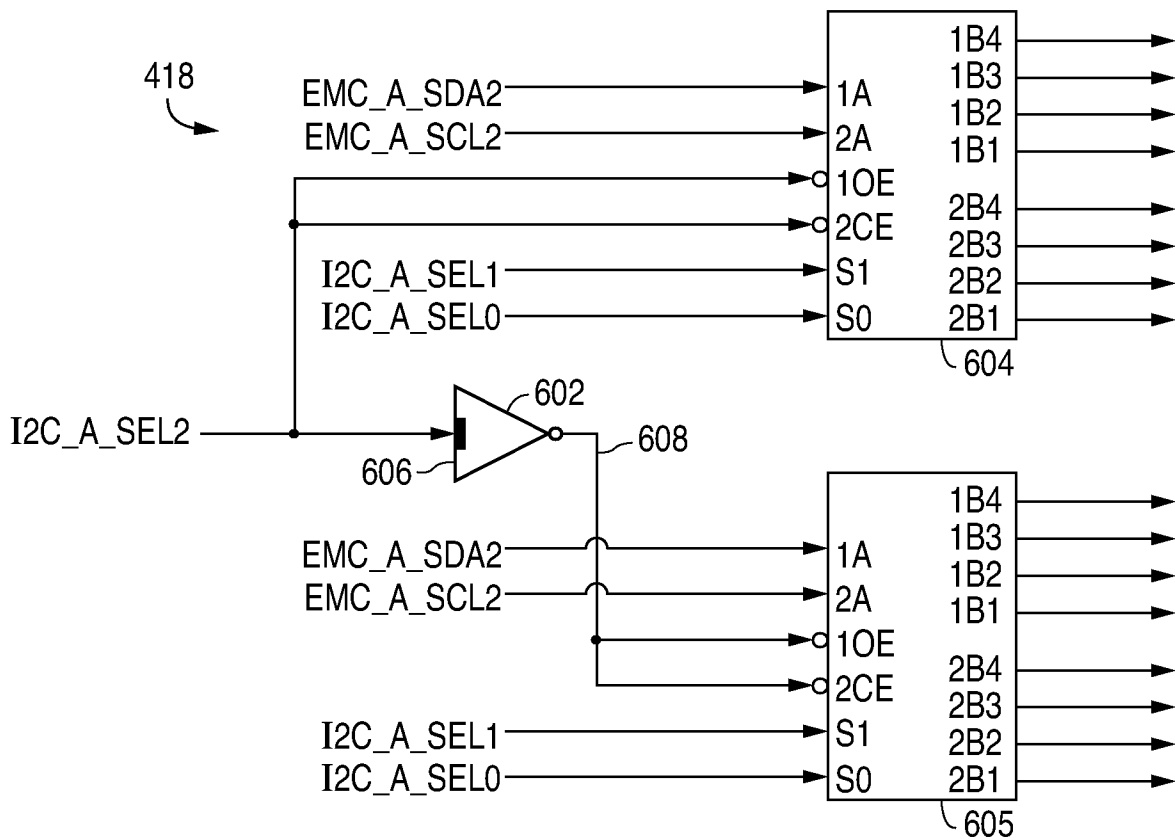 418
EMC_A_SDA2
EMC_A_SCL2
I2C_A_SEL1
I2C_A_SEL0
1A
2A
1OE
2CE
S1
S0
1B4
1B3
1B2
1B1
2B4
2B3
2B2
2B1
604
I2C_A_SEL2
602
606
608
EMC_A_SDA2
EMC_A_SCL2
I2C_A_SEL1
I2C_A_SEL0
1A
2A
1OE
2CE
S1
S0
1B4
1B3
1B2
1B1
2B4
2B3
2B2
2B1
605